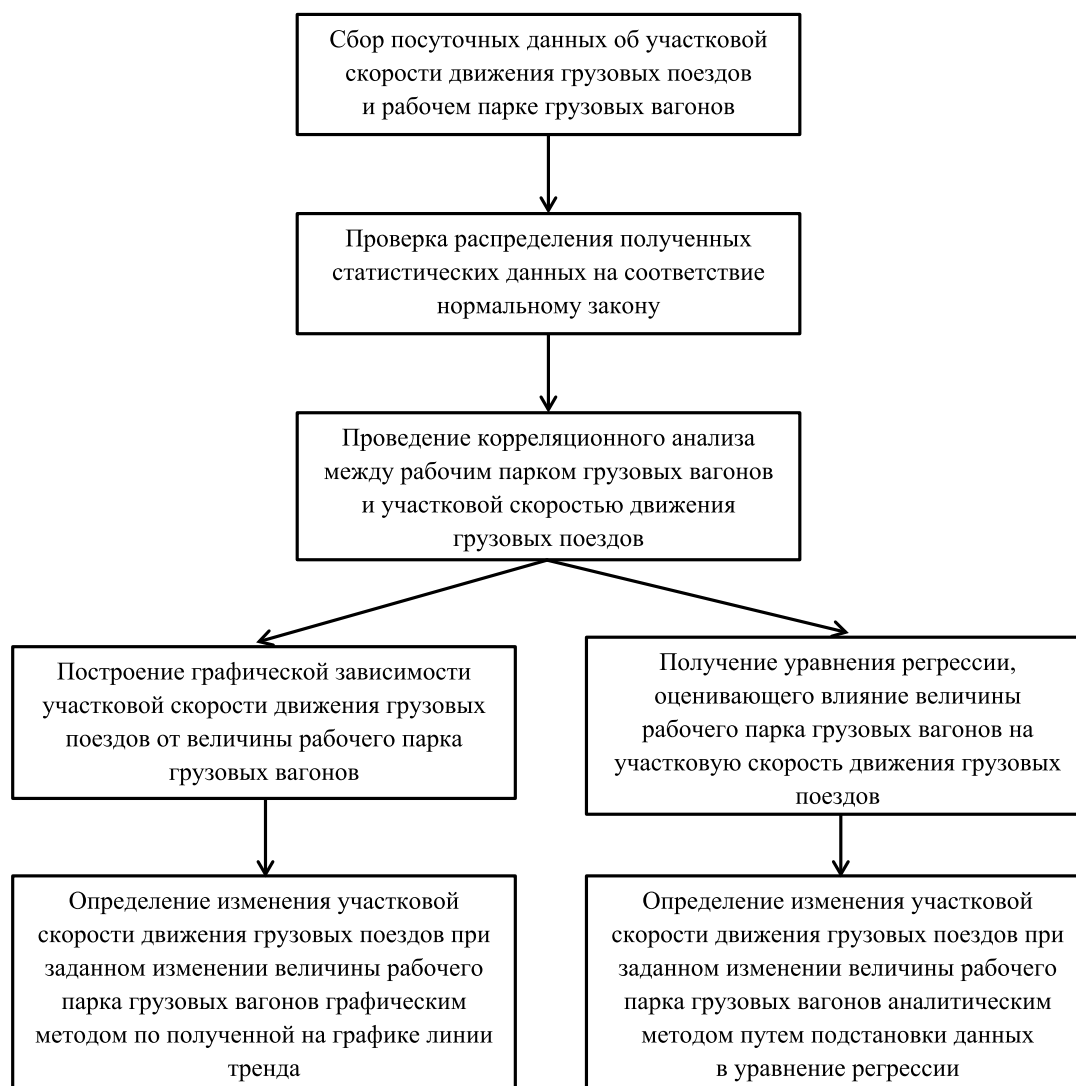 Сбор посуточных данных об участковой
скорости движения грузовых поездов
и рабочем парке грузовых вагонов
Проверка распределения полученных
статистических данных на соответствие
нормальному закону
Проведение корреляционного анализа
между рабочим парком грузовых вагонов
и участковой скоростью движения
грузовых поездов
Построение графической зависимости
участковой скорости движения грузовых
поездов от величины рабочего парка
грузовых вагонов
Получение уравнения регрессии,
оценивающего влияние величины
рабочего парка грузовых вагонов на
участковую скорость движения грузовых
поездов
Определение изменения участковой
скорости движения грузовых поездов при
заданном изменении величины рабочего
парка грузовых вагонов графическим
методом по полученной на графике линии
тренда
Определение изменения участковой
скорости движения грузовых поездов при
заданном изменении величины рабочего
парка грузовых вагонов аналитическим
методом путем подстановки данных
в уравнение регрессии